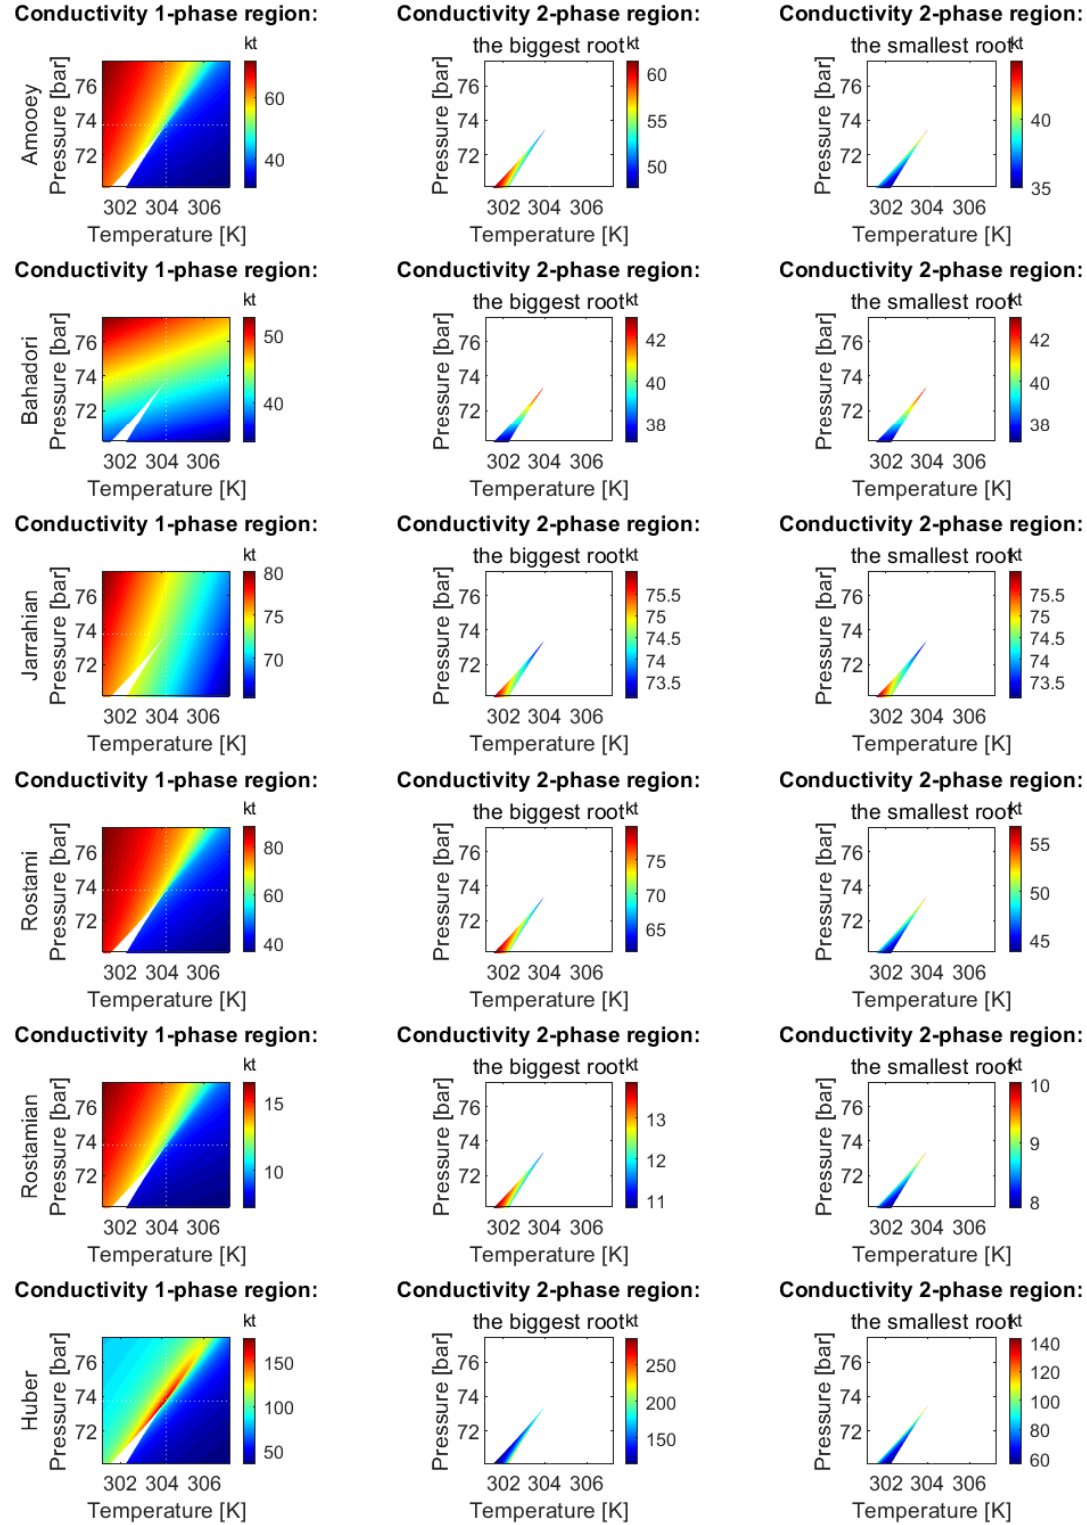 Conductivity 1-phase region: Conductivity 2-phase region: Conductivity 2-phase region:
kt the biggest root kt the smallest root kt
Amooey
Pressure [bar] Pressure [bar] Pressure [bar]
76 60 76 60 76
74 74 55 74 40
72 40 72 50 72
35
302 304 306 302 304 306 302 304 306
Temperature [K] Temperature [K] Temperature [K]
Conductivity 1-phase region: Conductivity 2-phase region: Conductivity 2-phase region:
kt the biggest root kt the smallest root kt
Bahadori
Pressure [bar] Pressure [bar] Pressure [bar]
76 50 76 42 76 42
74 74 40 74 40
72 40 72 38 72 38
302 304 306 302 304 306 302 304 306
Temperature [K] Temperature [K] Temperature [K]
Conductivity 1-phase region: Conductivity 2-phase region: Conductivity 2-phase region:
kt the biggest root kt the smallest root kt
Jarrahian
Pressure [bar] Pressure [bar] Pressure [bar]
80
76 75 76 75.5 76 75.5
75 75
74 74 74.5 74 74.5
72 70 72 74 72 74
73.5 73.5
302 304 306 302 304 306 302 304 306
Temperature [K] Temperature [K] Temperature [K]
Conductivity 1-phase region: Conductivity 2-phase region: Conductivity 2-phase region:
kt the biggest root kt the smallest root kt
Rostami
Pressure [bar] Pressure [bar] Pressure [bar]
76 80 76 75 76 55
74 60 74 70 74 50
72 40 72 65 72 45
302 304 306 302 304 306 302 304 306
Temperature [K] Temperature [K] Temperature [K]
Conductivity 1-phase region: Conductivity 2-phase region: Conductivity 2-phase region:
kt the biggest root kt the smallest root kt
Rostamian
Pressure [bar] Pressure [bar] Pressure [bar]
76 15 76 13 76 10
74 74 12 74 9
72 10 72 11 72 8
302 304 306 302 304 306 302 304 306
Temperature [K] Temperature [K] Temperature [K]
Conductivity 1-phase region: Conductivity 2-phase region: Conductivity 2-phase region:
kt the biggest root kt the smallest root kt
Huber
Pressure [bar] Pressure [bar] Pressure [bar]
140
76 150 76 250 76 120
74 100 74 200 74 100
72 50 72 150 72 80
60
302 304 306 302 304 306 302 304 306
Temperature [K] Temperature [K] Temperature [K]